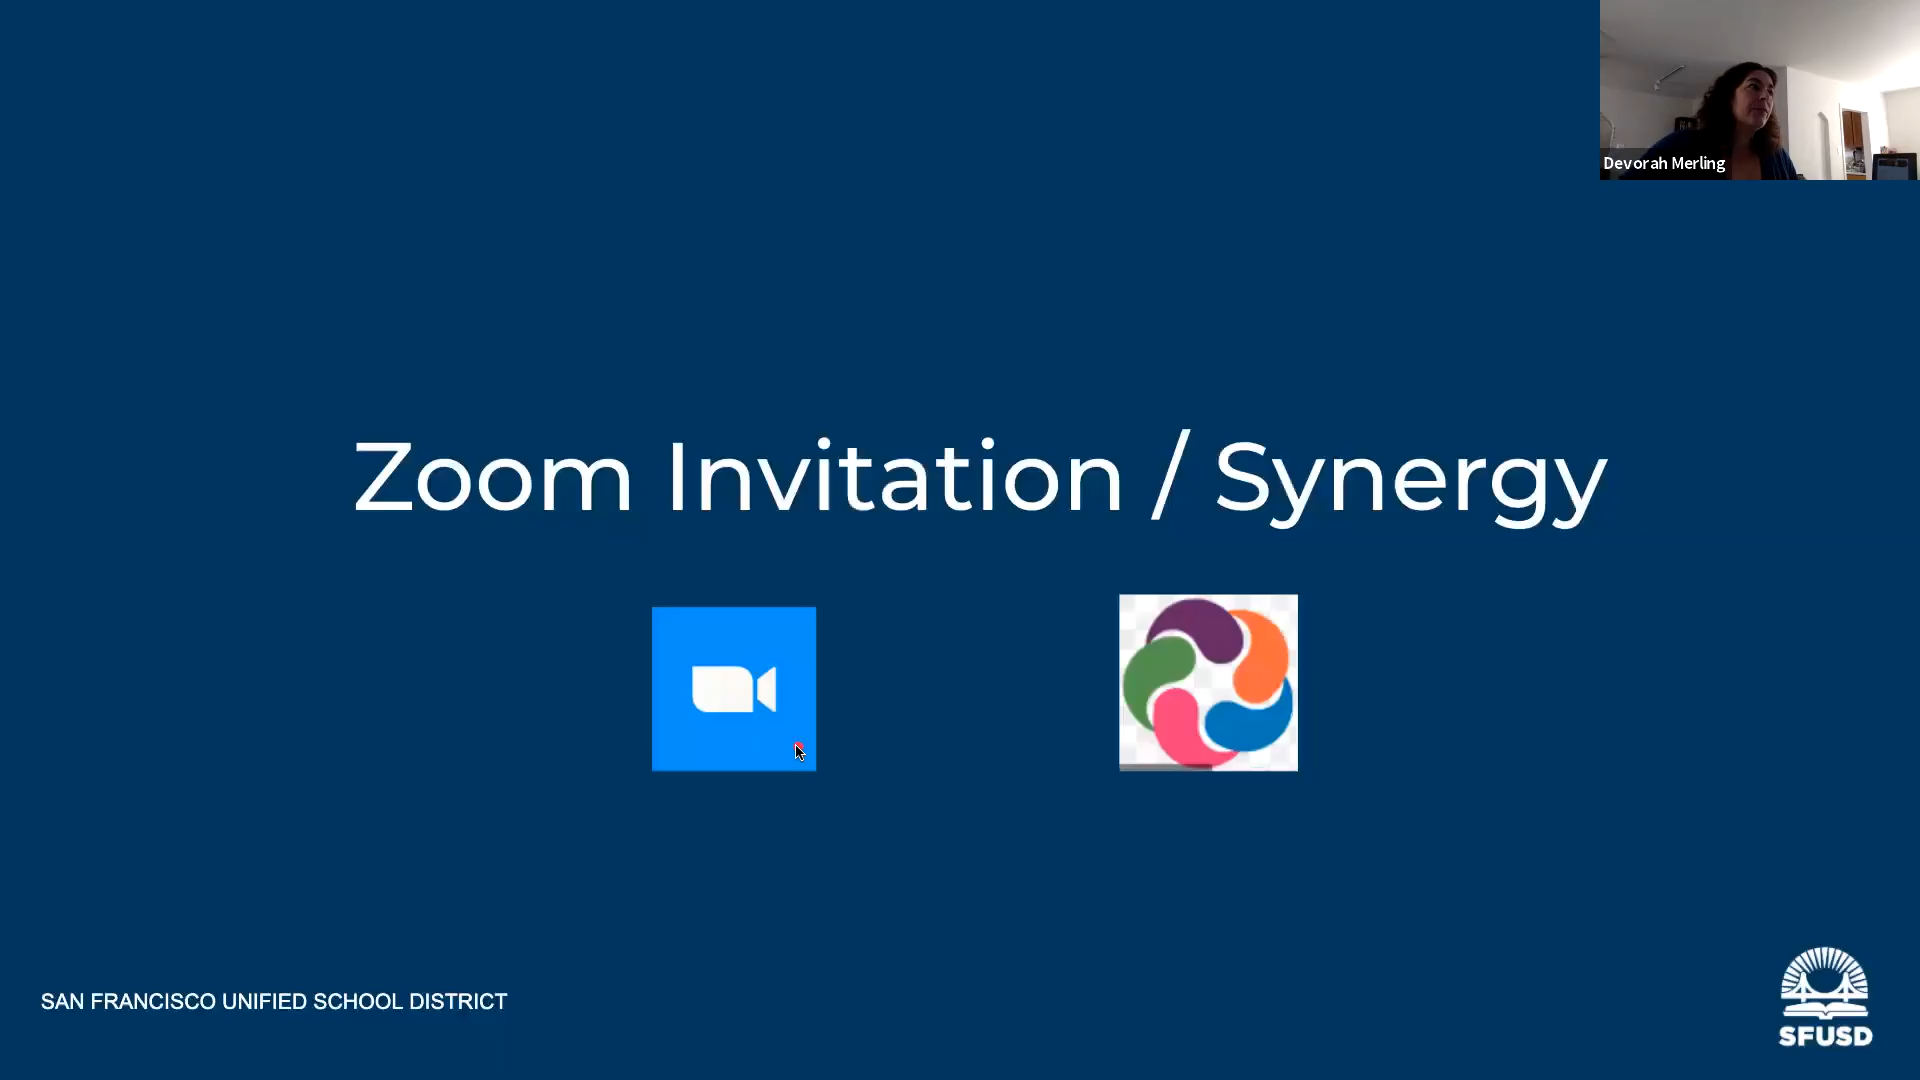 Devorah Merling
Zoom Invitation / Synergy
SAN FRANCISCO UNIFIED SCHOOL DISTRICT
SFUSD